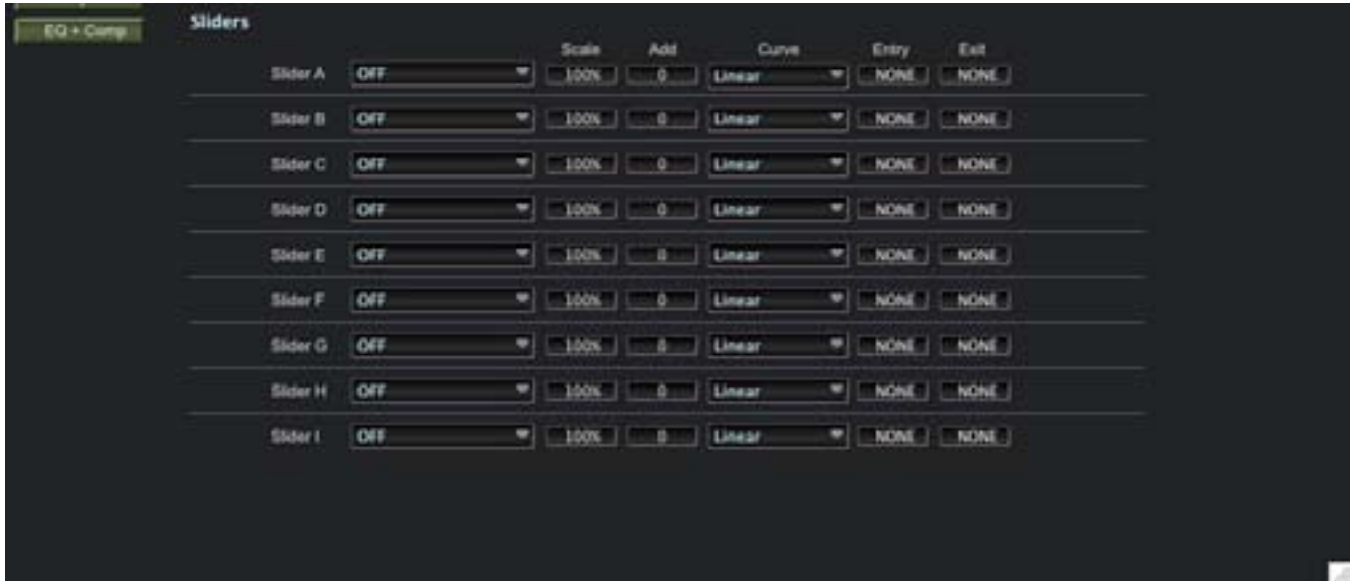 EQ + Comp
Sliders
Scale Add Curve Entry Exit
Slider A OFF 100% 0 Linear NONE NONE
Slider B OFF 100% 0 Linear NONE NONE
Slider C OFF 100% 0 Linear NONE NONE
Slider D OFF 100% 0 Linear NONE NONE
Slider E OFF 100% 0 Linear NONE NONE
Slider F OFF 100% 0 Linear NONE NONE
Slider G OFF 100% 0 Linear NONE NONE
Slider H OFF 100% 0 Linear NONE NONE
Slider I OFF 100% 0 Linear NONE NONE